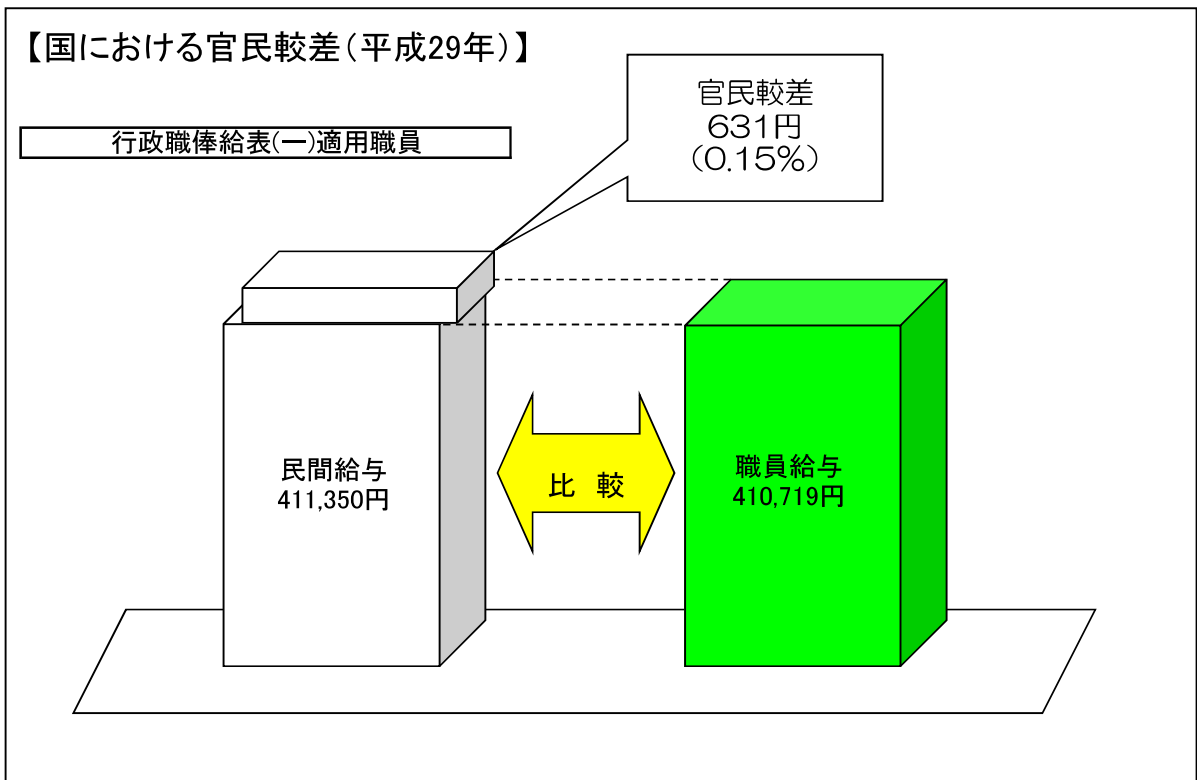 【国における官民較差(平成29年)】
官民較差
631円
(0.15%)
行政職俸給表(一)適用職員
民間給与
411,350円
比 較
職員給与
410,719円